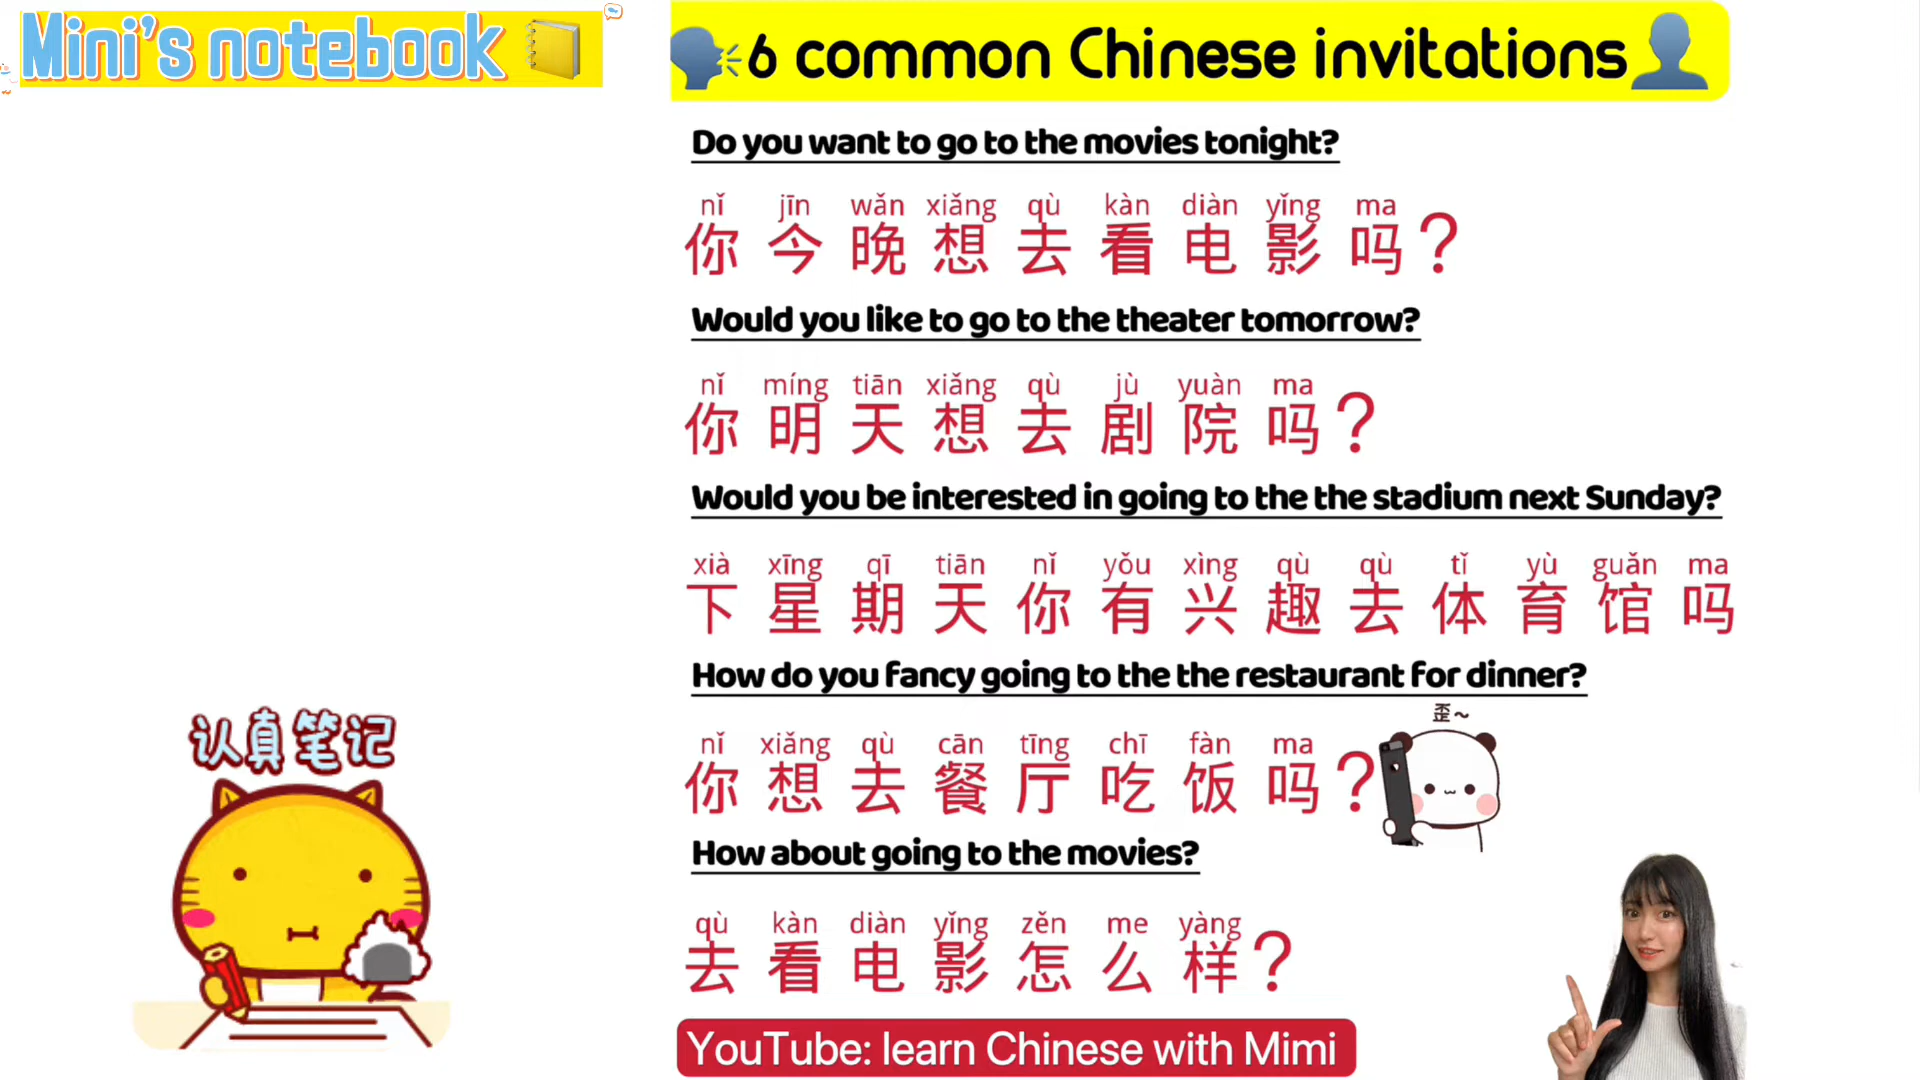 Mini's notebook
6 common Chinese invitations
Do you want to go to the movies tonight?
nǐ jīn wǎn xiǎng qù kàn diàn yǐng ma
你今晚想去看电影吗?
Would you like to go to the theater tomorrow?
nǐ míng tiān xiǎng qù jù yuàn ma
你明天想去剧院吗?
Would you be interested in going to the the stadium next Sunday?
xià xīng qī tiān nǐ yǒu xìng qù qù tǐ yù guǎn ma
下星期天你有兴趣去体育馆吗
How do you fancy going to the the restaurant for dinner?
歪~
nǐ xiǎng qù cān tīng chī fàn ma
你想去餐厅吃饭吗?
How about going to the movies?
qù kàn diàn yǐng zěn me yàng
去看电影怎么样?
认真笔记
YouTube: learn Chinese with Mimi